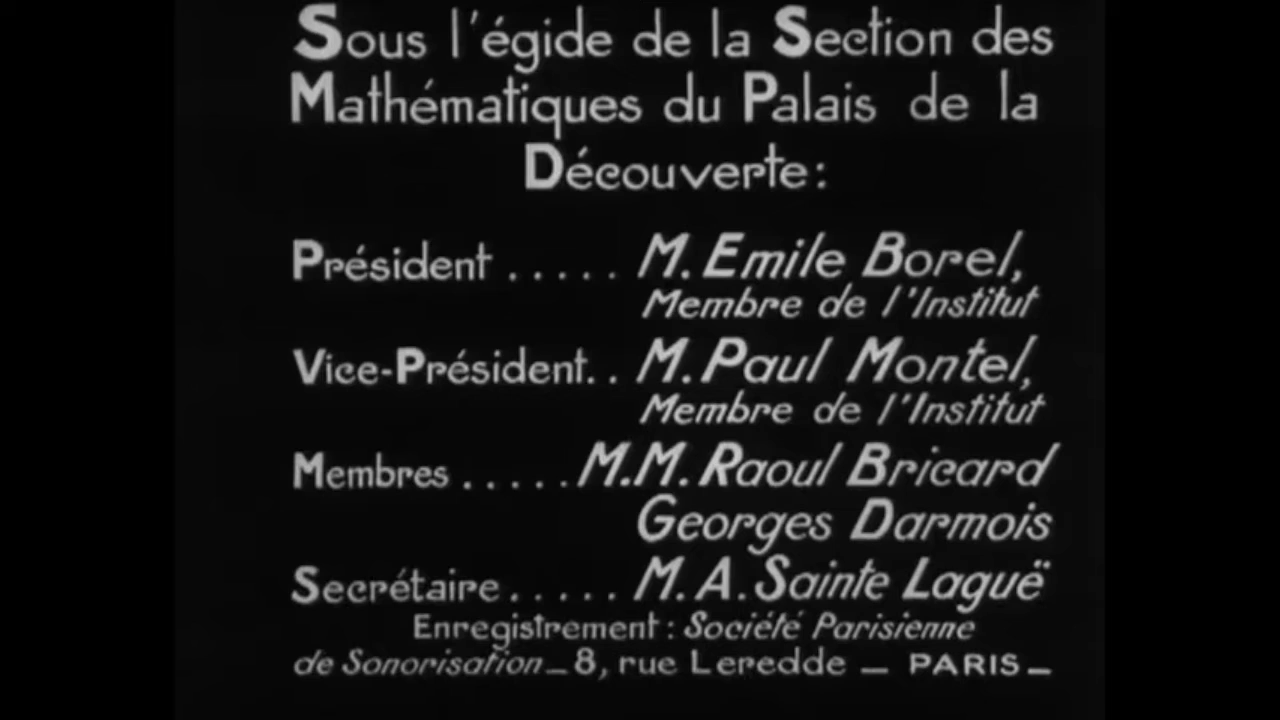 Sous l'égide de la Section des
Mathématiques du Palais de la
Découverte:
Président ..... M. Emile Borel,
Membre de l'Institut
Vice-Président.. M. Paul Montel,
Membre de l'Institut
Membres ..... M.M. Raoul Bricard
Georges Darmois
Secrétaire ..... M. A. Sainte Laguë
Enregistrement : Société Parisienne
de Sonorisation _ 8, rue Leredde _ PARIS _